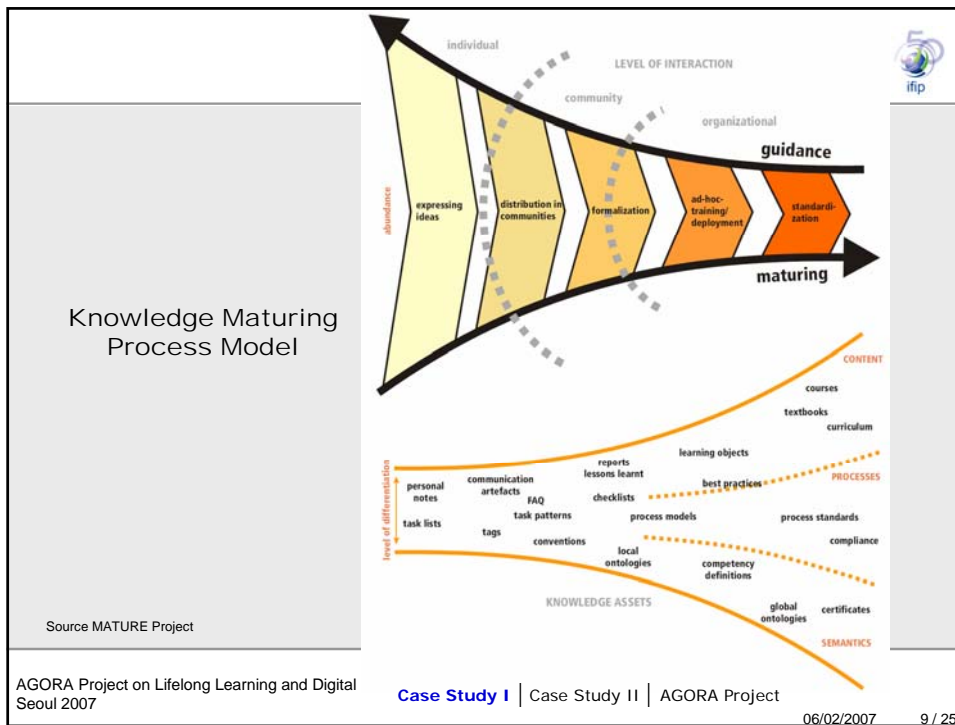 individual
LEVEL OF INTERACTION
community
organizational
ifip
guidance
abundance
expressing
ideas
distribution in
communities
formalization
ad-hoc-
training/
deployment
standardi-
zation
maturing
Knowledge Maturing
Process Model
CONTENT
courses
textbooks
curriculum
learning objects
reports
lessons learnt
PROCESSES
best practices
communication
artefacts
personal
notes
FAQ
checklists
task patterns
process models
process standards
task lists
tags
conventions
compliance
level of differentiation
local
ontologies
competency
definitions
KNOWLEDGE ASSETS
global
ontologies
certificates
SEMANTICS
Source MATURE Project
AGORA Project on Lifelong Learning and Digital
Seoul 2007
Case Study I | Case Study II | AGORA Project
06/02/2007
9 / 25